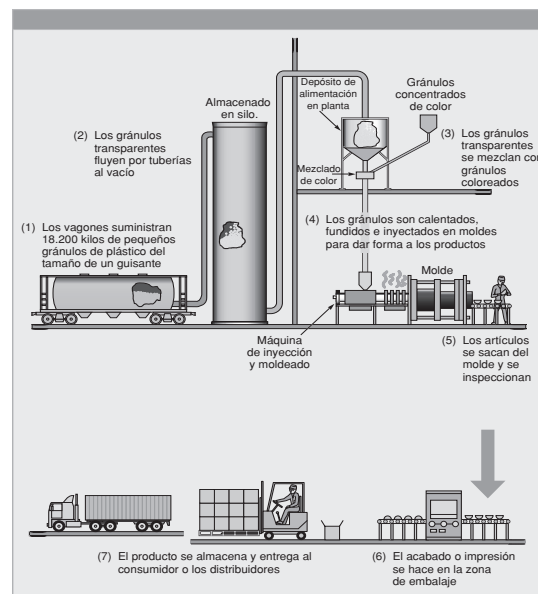 Almacenado
en silo.
Depósito de
alimentación
en planta
Gránulos
concentrados
de color
(2) Los gránulos
transparentes
fluyen por tuberías
al vacío
Mezclado
de color
(3) Los gránulos
transparentes
se mezclan con
gránulos
coloreados
(1) Los vagones suministran
18.200 kilos de pequeños
gránulos de plástico del
tamaño de un guisante
(4) Los gránulos son calentados,
fundidos e inyectados en moldes
para dar forma a los productos
Molde
Máquina
de inyección
y moldeado
(5) Los artículos
se sacan del
molde y se
inspeccionan
(7) El producto se almacena y entrega al
consumidor o los distribuidores
(6) El acabado o impresión
se hace en la zona
de embalaje